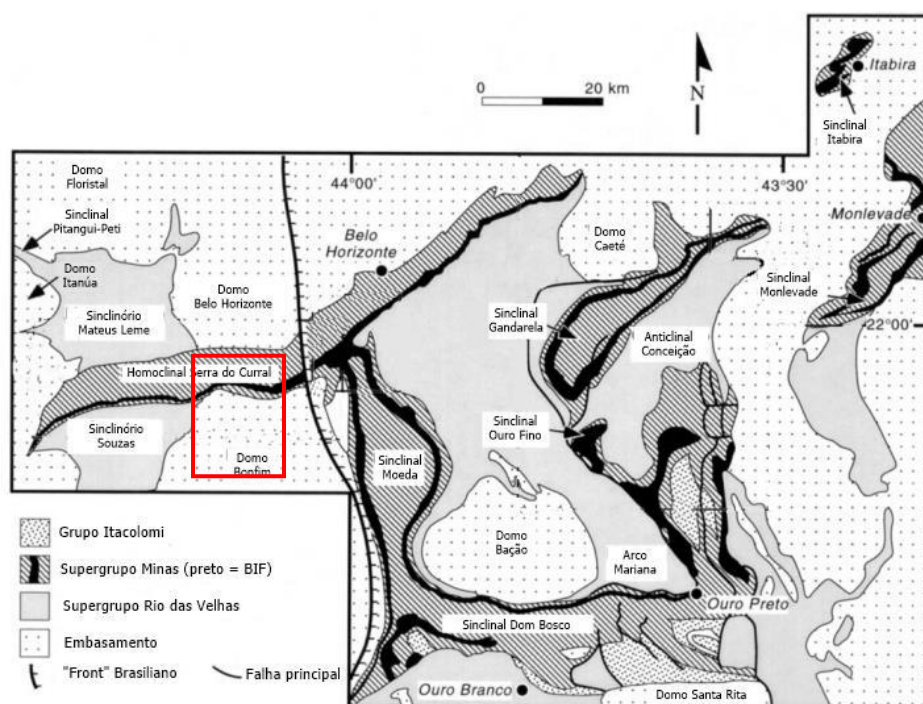 Itabira
0 20 km
N
Sinclinal
Itabira
Domo
Floristal
44°00'
43°30'
Sinclinal
Pitangui-Peti
Monlevade
Belo
Horizonte
Domo
Caeté
Domo
Itanúa
Domo
Belo Horizonte
Sinclinal
Monlevade
Sinclinório
Mateus Leme
Sinclinal
Gandarela
22°00'
Anticlinal
Conceição
Homoclinal Serra do Curral
Sinclinório
Souzas
Sinclinal
Ouro Fino
Domo
Bonfim
Sinclinal
Moeda
Domo
Bação
Arco
Mariana
Ouro Preto
Sinclinal Dom Bosco
Ouro Branco
Domo Santa Rita
Grupo Itacolomi
Supergrupo Minas (preto = BIF)
Supergrupo Rio das Velhas
Embasamento
"Front" Brasiliano
Falha principal